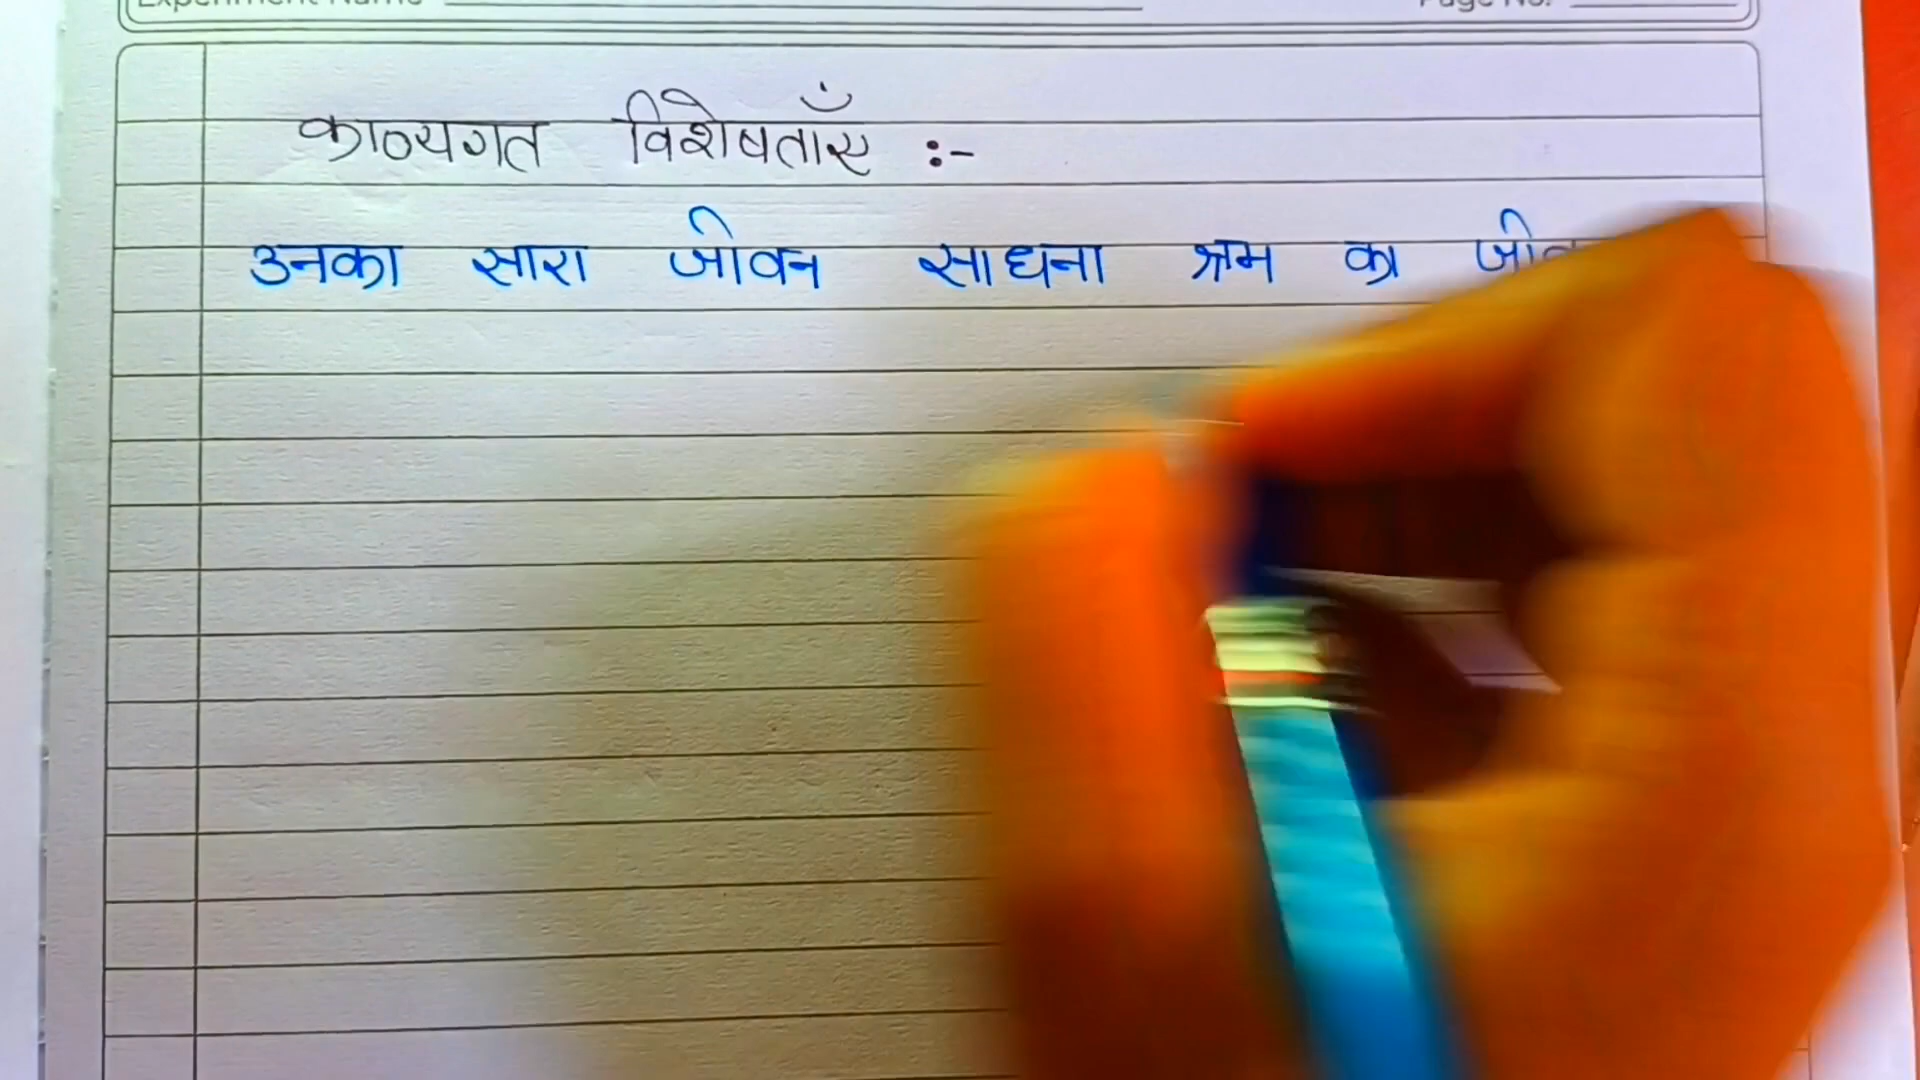 काव्यगत विशेषताँए :-
उनका सारा जीवन साधना श्रम का